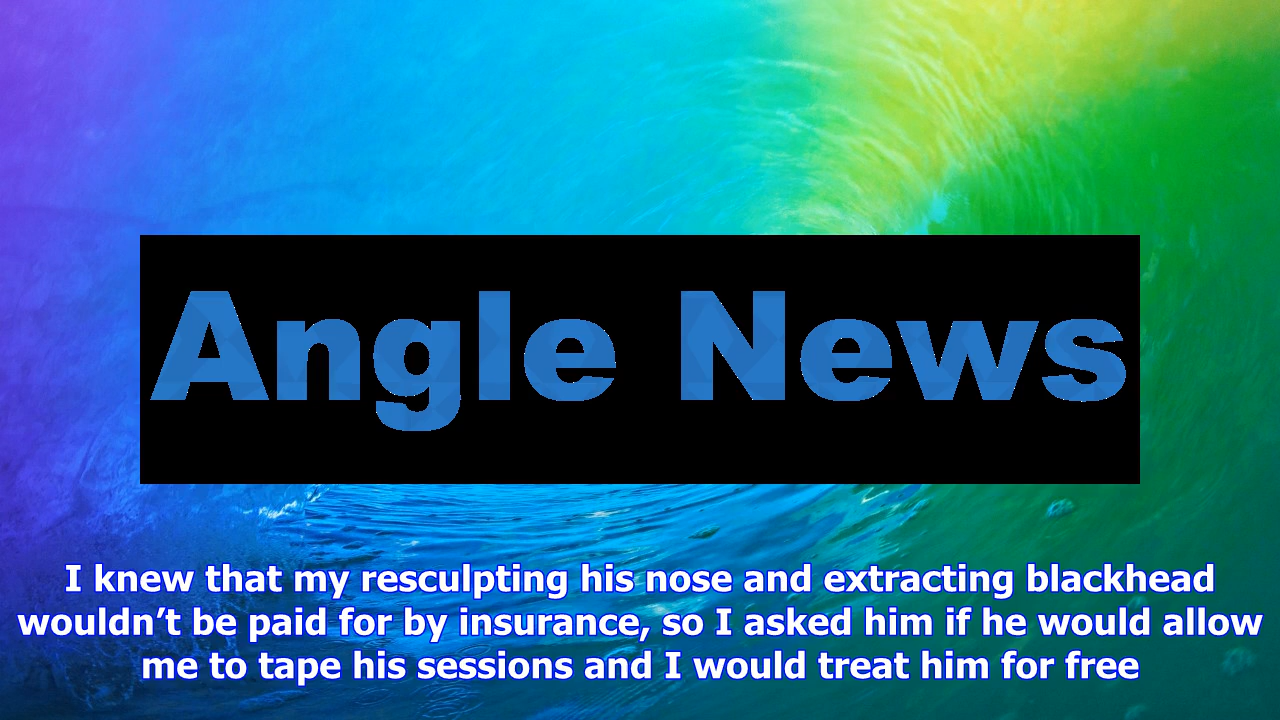 Angle News
I knew that my resculpting his nose and extracting blackhead
wouldn’t be paid for by insurance, so I asked him if he would allow
me to tape his sessions and I would treat him for free